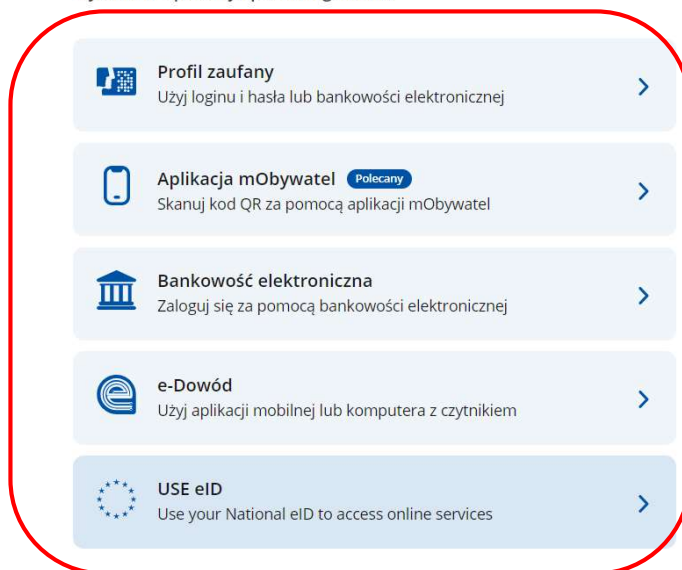 Profil zaufany
Użyj loginu i hasła lub bankowości elektronicznej
Aplikacja mObywatel Polecany
Skanuj kod QR za pomocą aplikacji mObywatel
Bankowość elektroniczna
Zaloguj się za pomocą bankowości elektronicznej
e-Dowód
Użyj aplikacji mobilnej lub komputera z czytnikiem
USE eID
Use your National eID to access online services